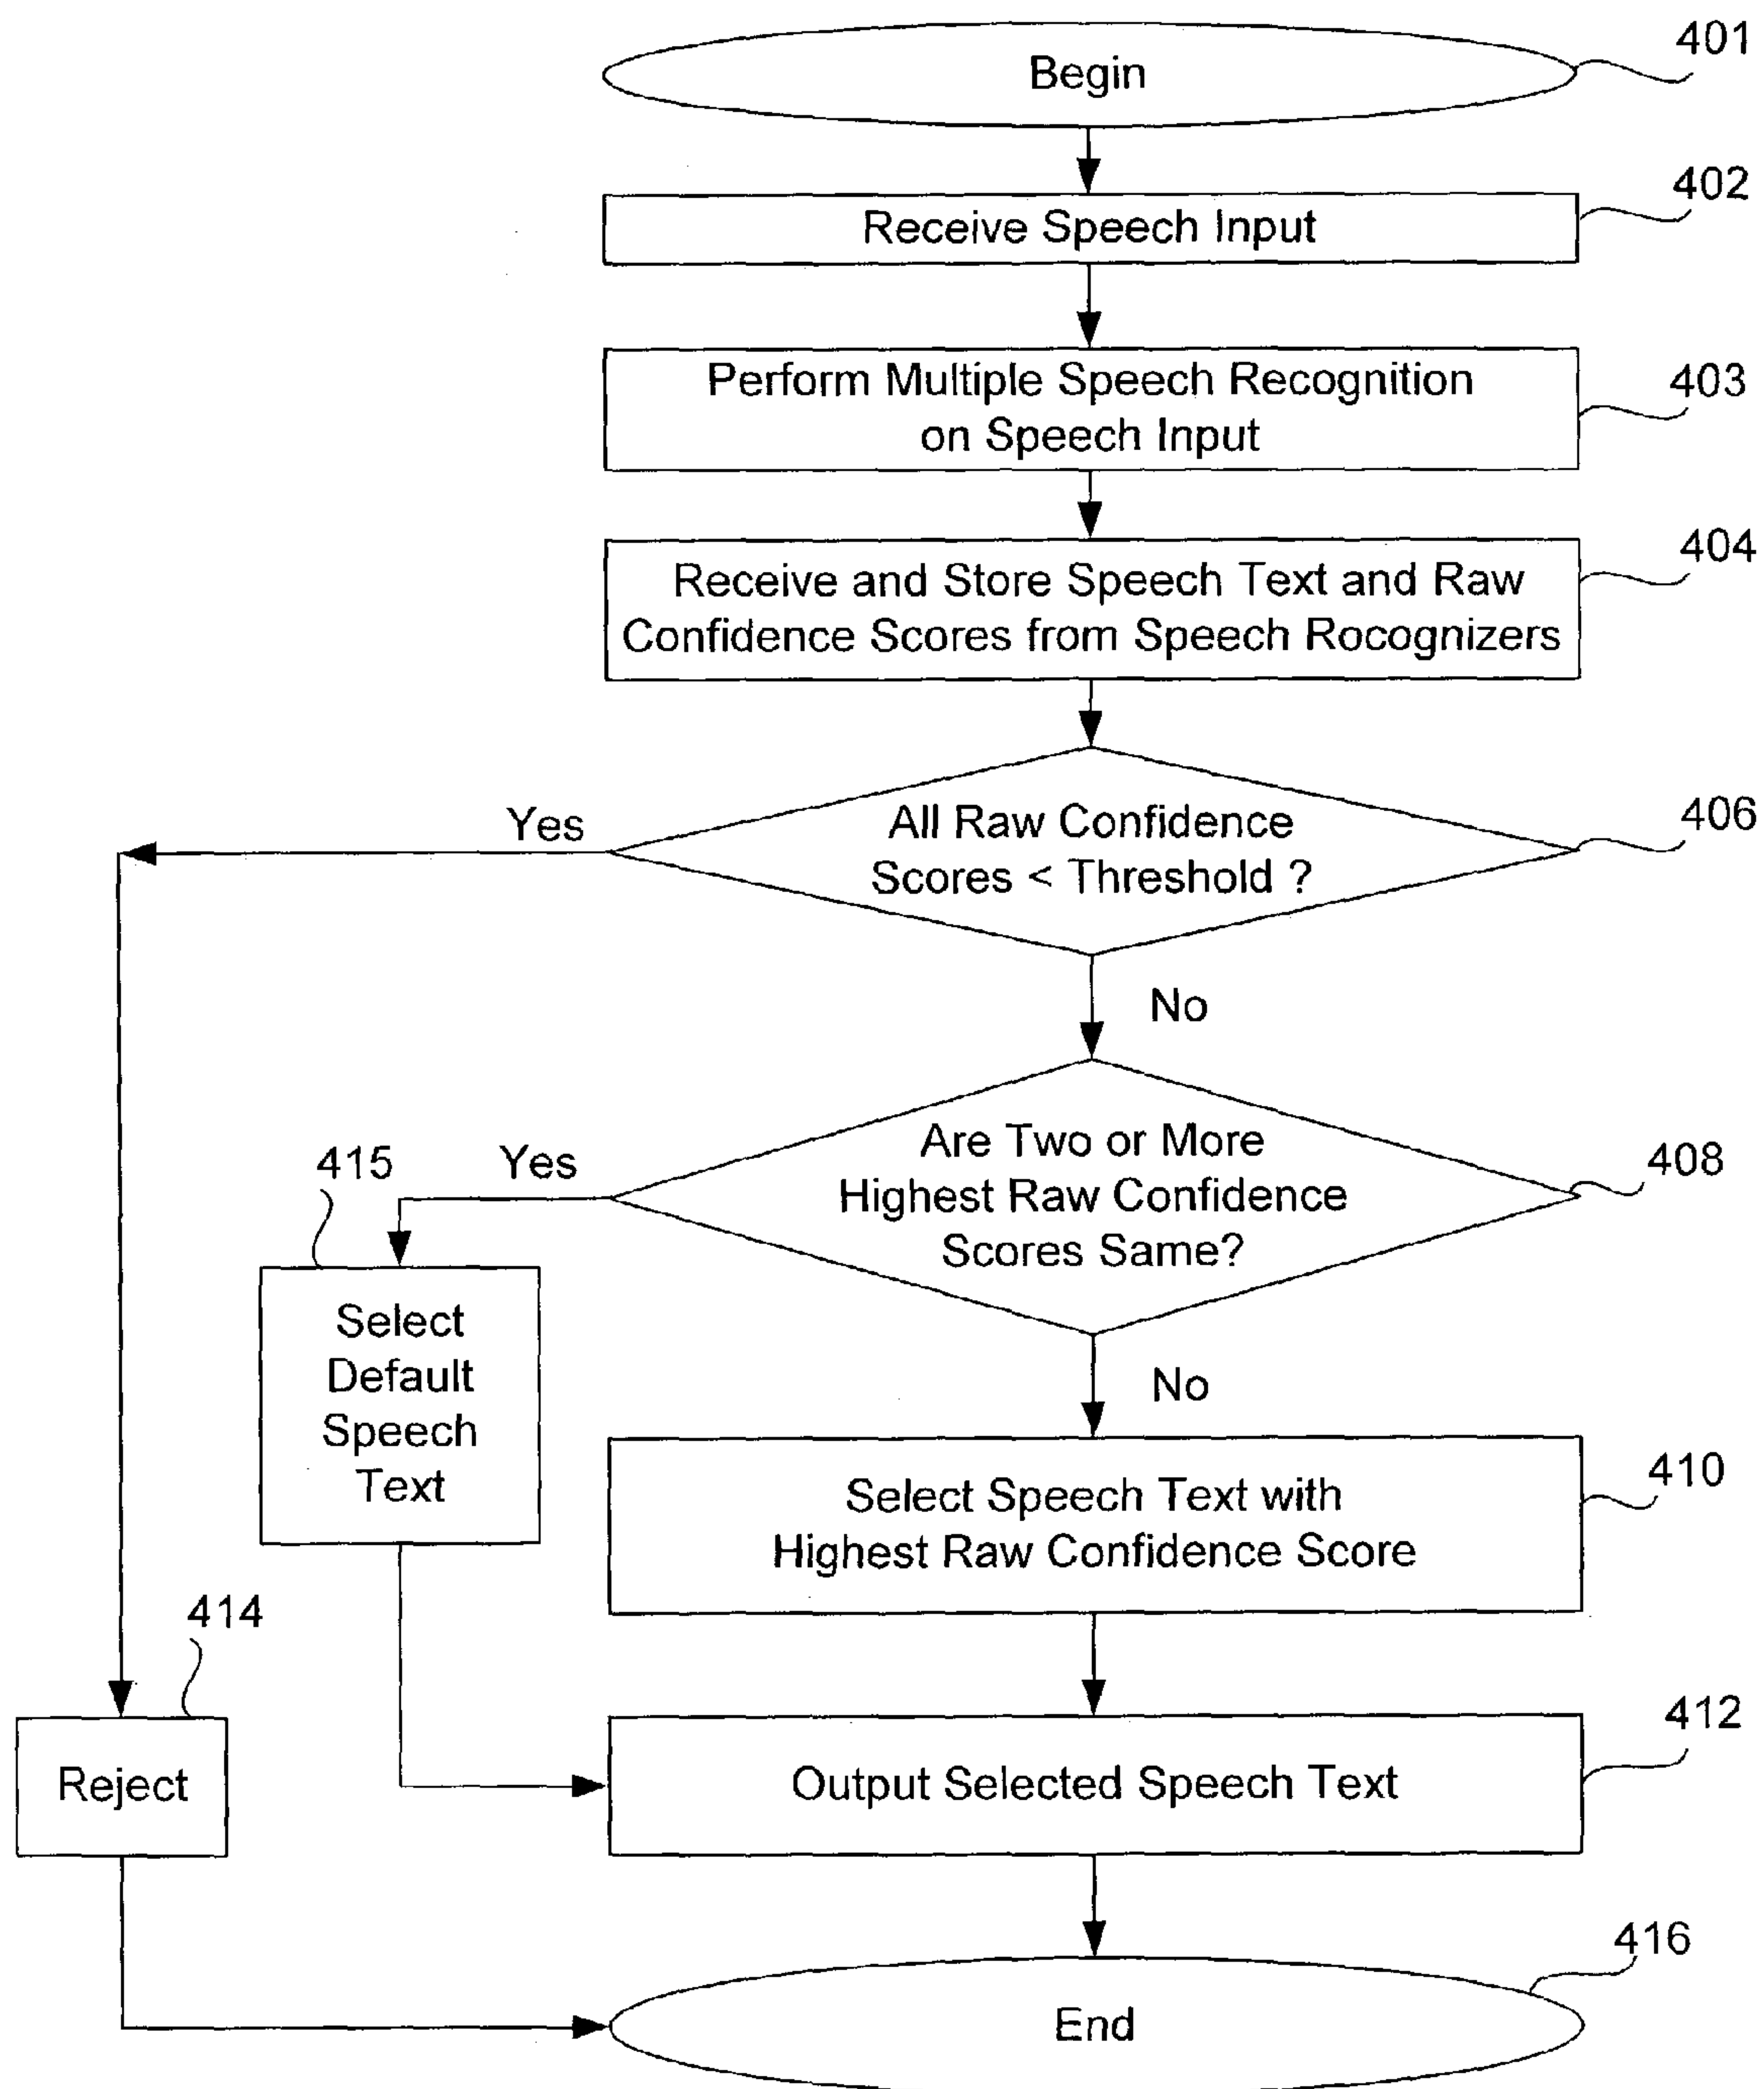 401
Begin
402
Receive Speech Input
403
Perform Multiple Speech Recognition
on Speech Input
404
Receive and Store Speech Text and Raw
Confidence Scores from Speech Rocognizers
406
Yes
All Raw Confidence
Scores < Threshold ?
No
408
415
Yes
Are Two or More
Highest Raw Confidence
Scores Same?
Select
Default
Speech
Text
No
410
Select Speech Text with
Highest Raw Confidence Score
414
412
Reject
Output Selected Speech Text
416
End